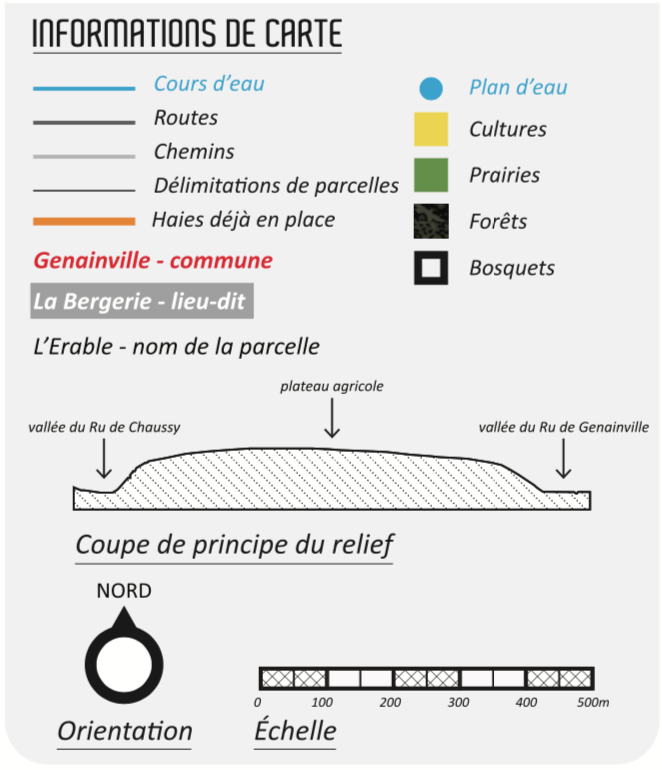 INFORMATIONS DE CARTE
Cours d'eau
Routes
Chemins
Délimitations de parcelles
Haies déjà en place
Plan d'eau
Cultures
Prairies
Forêts
Bosquets
Genainville - commune
La Bergerie - lieu-dit
L'Erable - nom de la parcelle
plateau agricole
vallée du Ru de Chaussy
vallée du Ru de Genainville
Coupe de principe du relief
NORD
Orientation
0 100 200 300 400 500m
Échelle